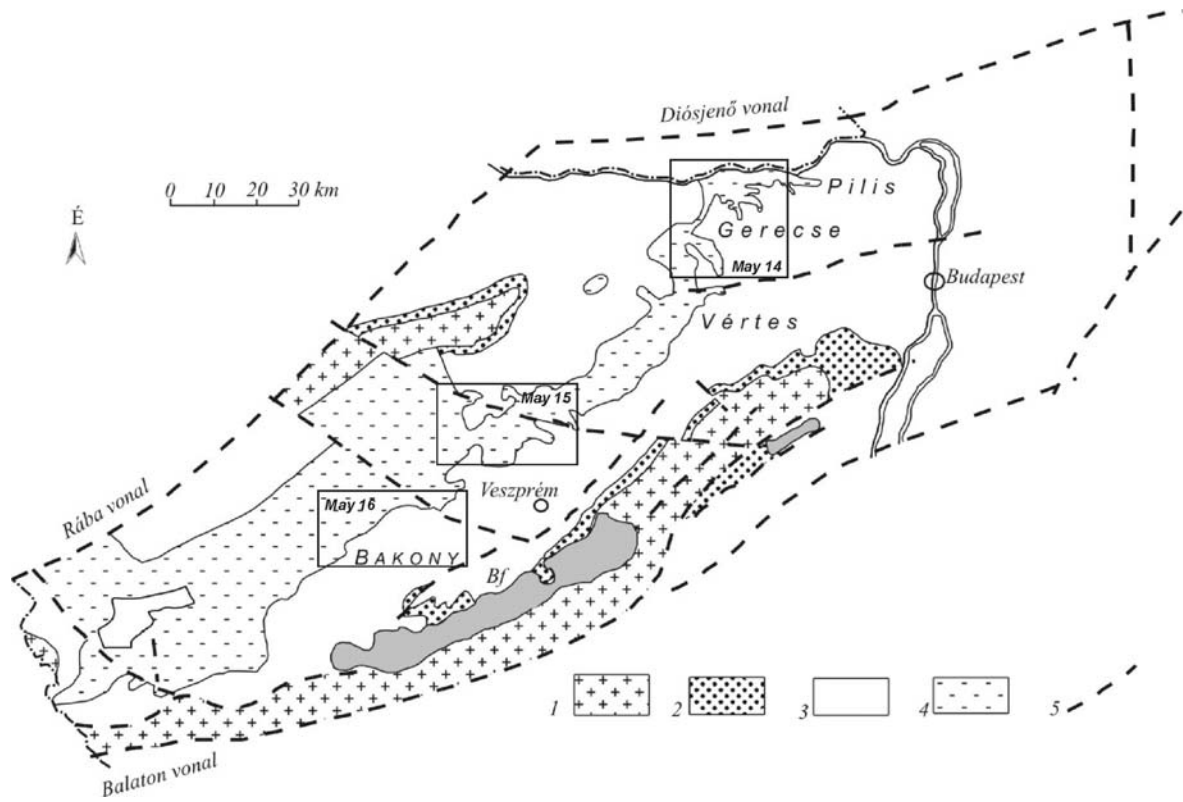 Diósjenő vonal
0 10 20 30 km
Pilis
É
Gerecse
May 14
Budapest
Vértes
May 15
Veszprém
May 16
Rába vonal
BAKONY
Bf
1 2 3 4 5
Balaton vonal